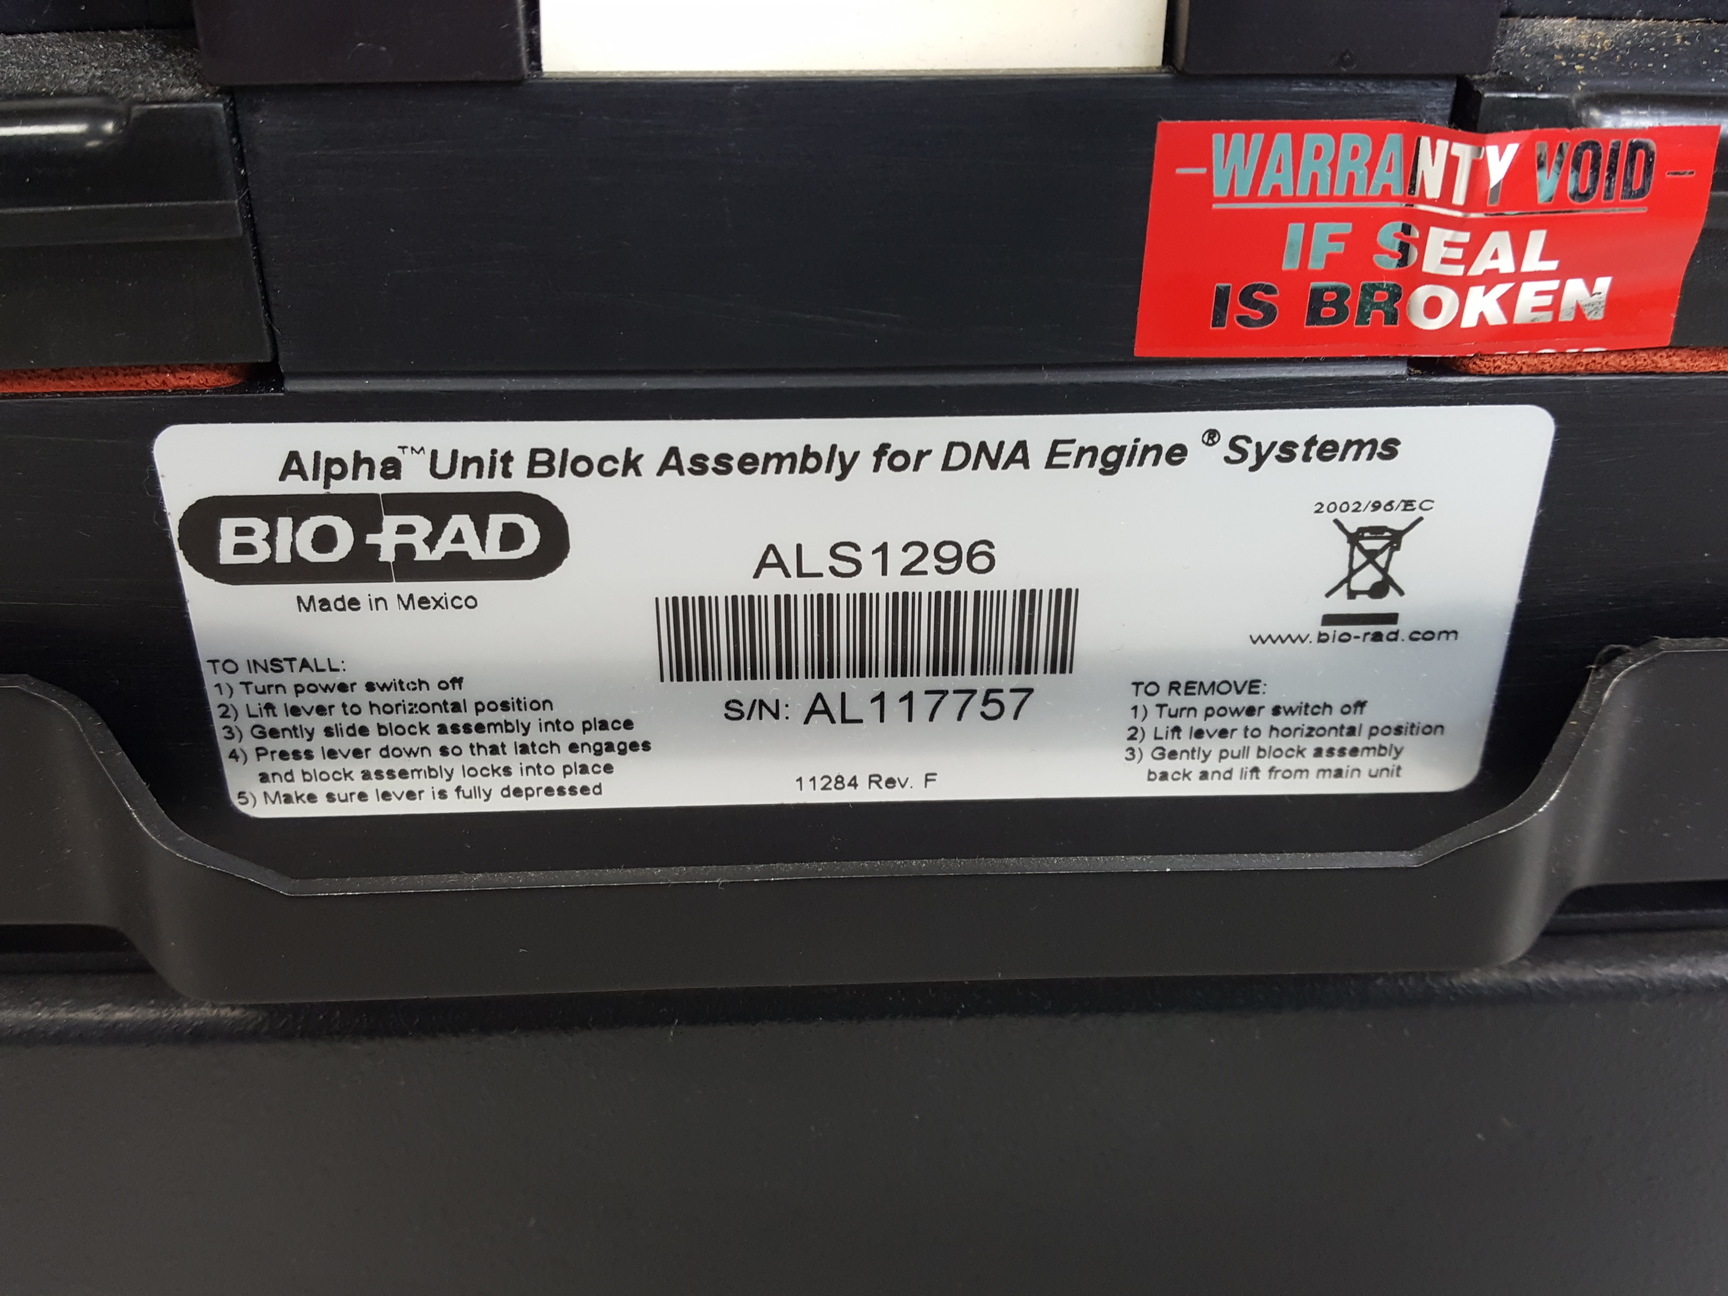 -WARRANTY VOID-
IF SEAL
IS BROKEN
Alpha™ Unit Block Assembly for DNA Engine® Systems
BIO-RAD
Made in Mexico
ALS1296
2002/96/EC
www.bio-rad.com
TO INSTALL:
1) Turn power switch off
2) Lift lever to horizontal position
3) Gently slide block assembly into place
4) Press lever down so that latch engages
and block assembly locks into place
5) Make sure lever is fully depressed
S/N: AL117757
11284 Rev. F
TO REMOVE:
1) Turn power switch off
2) Lift lever to horizontal position
3) Gently pull block assembly
back and lift from main unit